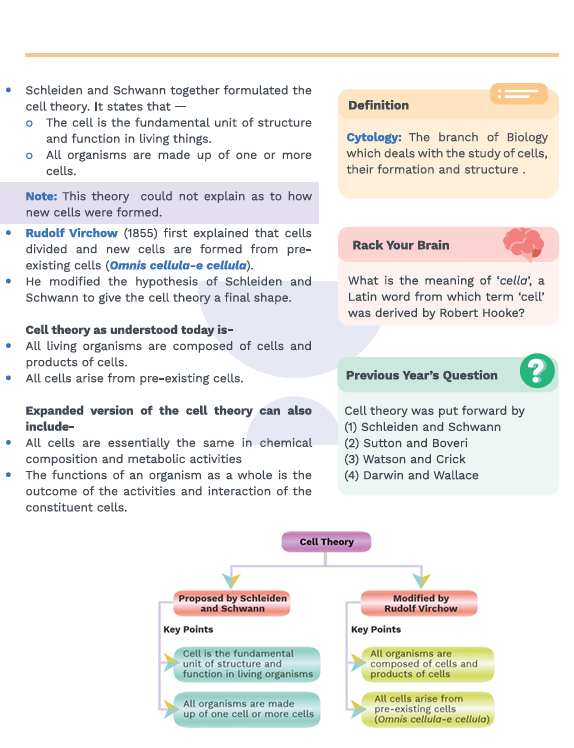 Schleiden and Schwann together formulated the
cell theory. It states that —
o The cell is the fundamental unit of structure
and function in living things.
o All organisms are made up of one or more
cells.
Note: This theory could not explain as to how
new cells were formed.
• Rudolf Virchow (1855) first explained that cells
divided and new cells are formed from pre-
existing cells (Omnis cellula-e cellula).
• He modified the hypothesis of Schleiden and
Schwann to give the cell theory a final shape.
Cell theory as understood today is–
• All living organisms are composed of cells and
products of cells.
• All cells arise from pre-existing cells.
Expanded version of the cell theory can also
include–
• All cells are essentially the same in chemical
composition and metabolic activities
• The functions of an organism as a whole is the
outcome of the activities and interaction of the
constituent cells.
Definition
Cytology: The branch of Biology
which deals with the study of cells,
their formation and structure .
Rack Your Brain
What is the meaning of ‘cella’, a
Latin word from which term ‘cell’
was derived by Robert Hooke?
Previous Year’s Question
?
Cell theory was put forward by
(1) Schleiden and Schwann
(2) Sutton and Boveri
(3) Watson and Crick
(4) Darwin and Wallace
Cell Theory
Proposed by Schleiden
and Schwann
Key Points
Cell is the fundamental
unit of structure and
function in living organisms
All organisms are made
up of one cell or more cells
Modified by
Rudolf Virchow
Key Points
All organisms are
composed of cells and
products of cells
All cells arise from
pre-existing cells
(Omnis cellula-e cellula)